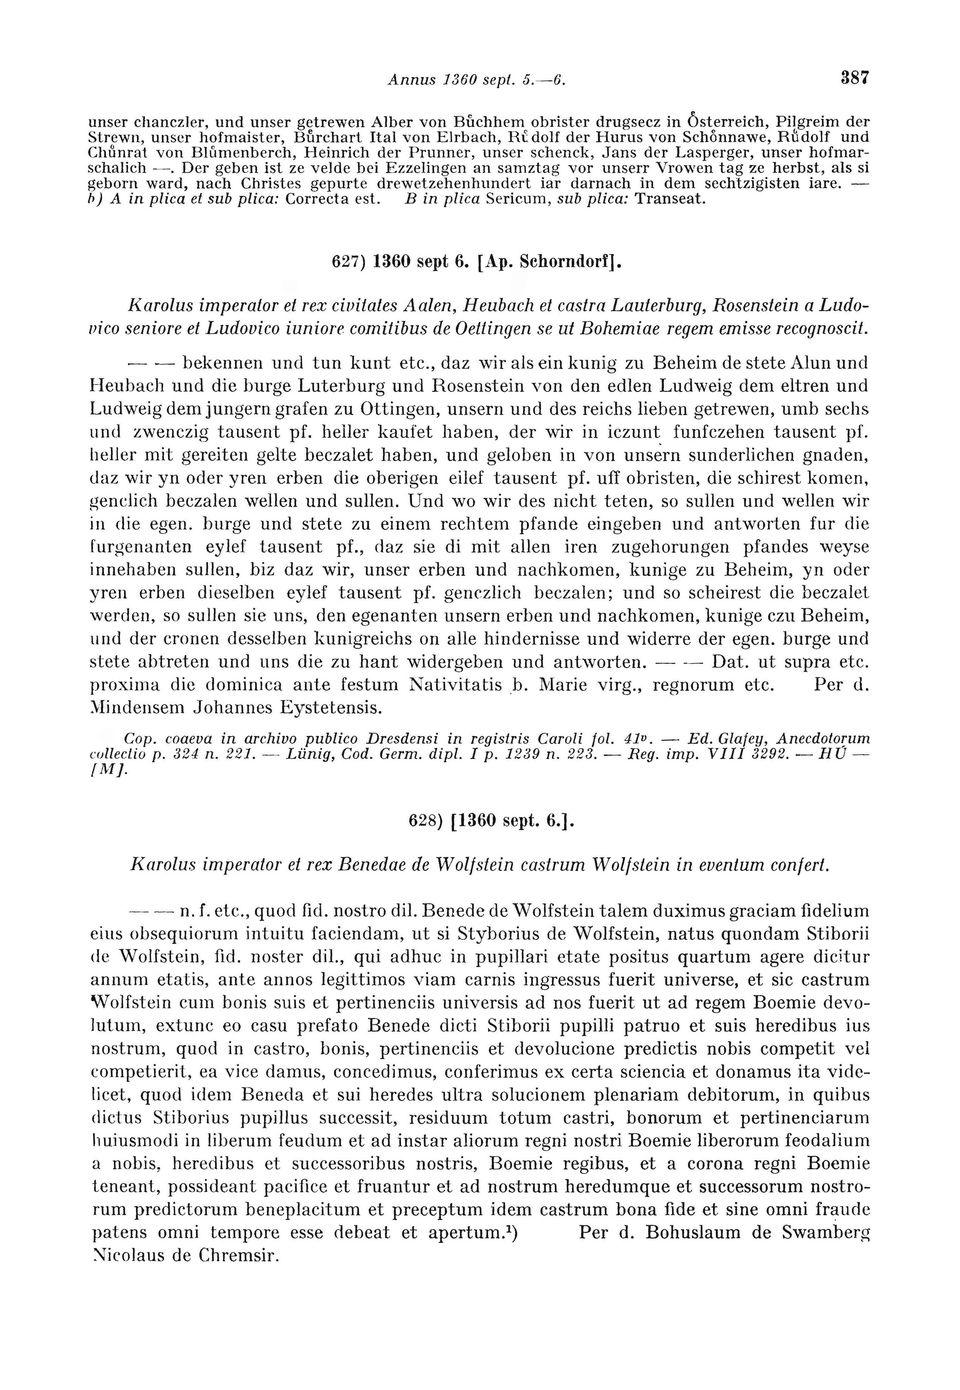 Annus 1360 sept. 5.—6. 387
unser chanczler, und unser getrewen Alber von Bůchhem obrister drugsecz in Ősterreich, Pilgreim der
Strewn, unser hofmaister, Bůrchart Ital von Elrbach, Růdolf der Hurus von Schőnnawe, Růdolf und
Chůnrat von Blůmenberch, Heinrich der Prunner, unser schenck, Jans der Lasperger, unser hofmar-
schalich —. Der geben ist ze velde bei Ezzelingen an samztag vor unserr Vrowen tag ze herbst, als si
geborn ward, nach Christes gepurte drewtzehenhundert iar darnach in dem sechtzigisten iare. —
b) A in plica et sub plica: Correcta est. B in plica Sericum, sub plica: Transeat.
627) 1360 sept 6. [Ap. Schorndorf].
Karolus imperator et rex civitates Aalen, Heubach et castra Lauterburg, Rosenstein a Ludo-
vico seniore et Ludovico iuniore comitibus de Oettingen se ut Bohemiae regem emisse recognoscit.
— — bekennen und tun kunt etc., daz wir als ein kunig zu Beheim de stete Alun und
Heubach und die burge Luterburg und Rosenstein von den edlen Ludweig dem eltren und
Ludweig dem jungern grafen zu Ottingen, unsern und des reichs lieben getrewen, umb sechs
und zwenczig tausent pf. heller kaufet haben, der wir in iczunt funfczehen tausent pf.
heller mit gereiten gelte beczalet haben, und geloben in von unsern sunderlichen gnaden,
daz wir yn oder yren erben die oberigen eilef tausent pf. uff obristen, die schirest komen,
genclich beczalen wellen und sullen. Und wo wir des nicht teten, so sullen und wellen wir
in die egen. burge und stete zu einem rechtem pfande eingeben und antworten fur die
furgenanten eylef tausent pf., daz sie di mit allen iren zugehorungen pfandes weyse
innehaben sullen, biz daz wir, unser erben und nachkomen, kunige zu Beheim, yn oder
yren erben dieselben eylef tausent pf. genczlich beczalen; und so scheirest die beczalet
werden, so sullen sie uns, den egenanten unsern erben und nachkomen, kunige czu Beheim,
und der cronen desselben kunigreichs on alle hindernisse und widerre der egen. burge und
stete abtreten und uns die zu hant widergeben und antworten. — — Dat. ut supra etc.
proxima die dominica ante festum Nativitatis b. Marie virg., regnorum etc. Per d.
Mindensem Johannes Eystetensis.
Cop. coaeva in archivo publico Dresdensi in registris Caroli fol. 41v. — Ed. Glafey, Anecdotorum
collectio p. 324 n. 221. — Lünig, Cod. Germ. dipl. I p. 1239 n. 223. — Reg. imp. VIII 3292. — HÚ —
[M].
628) [1360 sept. 6.].
Karolus imperator et rex Benedae de Wolfstein castrum Wolfstein in eventum confert.
— — n. f. etc., quod fid. nostro dil. Benede de Wolfstein talem duximus graciam fidelium
eius obsequiorum intuitu faciendam, ut si Styborius de Wolfstein, natus quondam Stiborii
de Wolfstein, fid. noster dil., qui adhuc in pupillari etate positus quartum agere dicitur
annum etatis, ante annos legittimos viam carnis ingressus fuerit universe, et sic castrum
Wolfstein cum bonis suis et pertinenciis universis ad nos fuerit ut ad regem Boemie devo-
lutum, extunc eo casu prefato Benede dicti Stiborii pupilli patruo et suis heredibus ius
nostrum, quod in castro, bonis, pertinenciis et devolucione predictis nobis competit vel
competierit, ea vice damus, concedimus, conferimus ex certa sciencia et donamus ita vide-
licet, quod idem Beneda et sui heredes ultra solucionem plenariam debitorum, in quibus
dictus Stiborius pupillus successit, residuum totum castri, bonorum et pertinenciarum
huiusmodi in liberum feudum et ad instar aliorum regni nostri Boemie liberorum feodalium
a nobis, heredibus et successoribus nostris, Boemie regibus, et a corona regni Boemie
teneant, possideant pacifice et fruantur et ad nostrum heredumque et successorum nostro-
rum predictorum beneplacitum et preceptum idem castrum bona fide et sine omni fraude
patens omni tempore esse debeat et apertum.¹) Per d. Bohuslaum de Swamberg
Nicolaus de Chremsir.